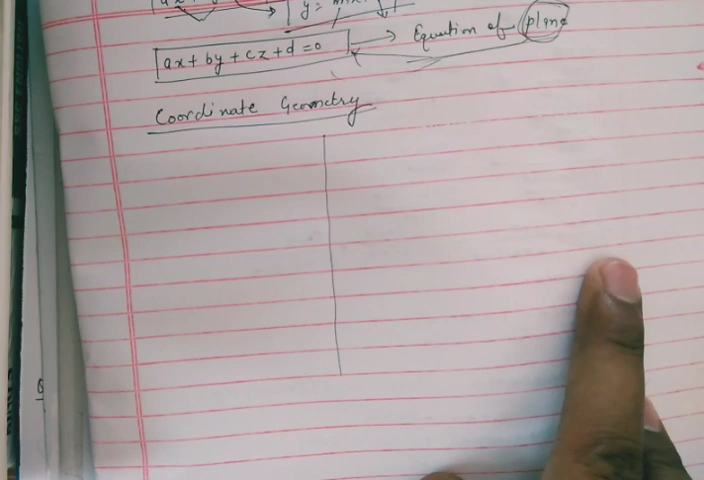 y =
ax + by + cz + d = 0 → Equation of plane
Coordinate Geometry